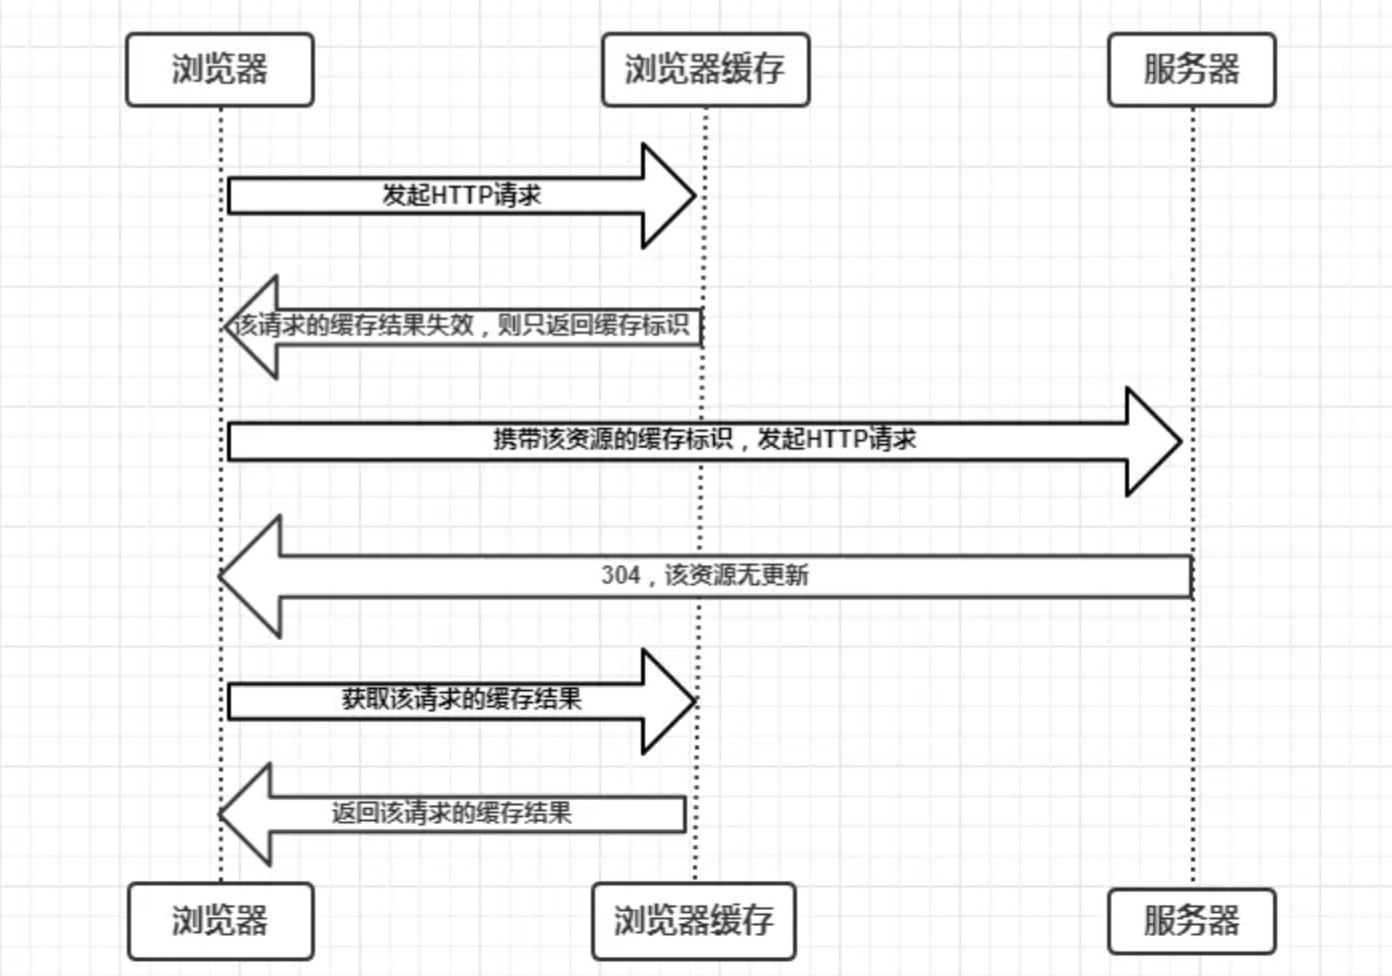 浏览器
浏览器缓存
服务器
发起HTTP请求
该请求的缓存结果失效，则只返回缓存标识
携带该资源的缓存标识，发起HTTP请求
304，该资源无更新
获取该请求的缓存结果
返回该请求的缓存结果
浏览器
浏览器缓存
服务器